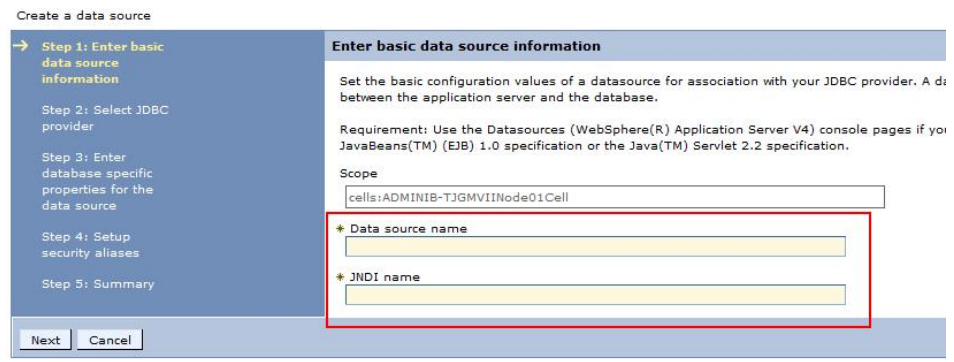 Create a data source
Step 1: Enter basic
data source
information
Step 2: Select JDBC
provider
Step 3: Enter
database specific
properties for the
data source
Step 4: Setup
security aliases
Step 5: Summary
Enter basic data source information
Set the basic configuration values of a datasource for association with your JDBC provider. A da
between the application server and the database.
Requirement: Use the Datasources (WebSphere(R) Application Server V4) console pages if you
JavaBeans(TM) (EJB) 1.0 specification or the Java(TM) Servlet 2.2 specification.
Scope
cells:ADMINIB-TJGMVIINode01Cell
* Data source name
* JNDI name
Next Cancel